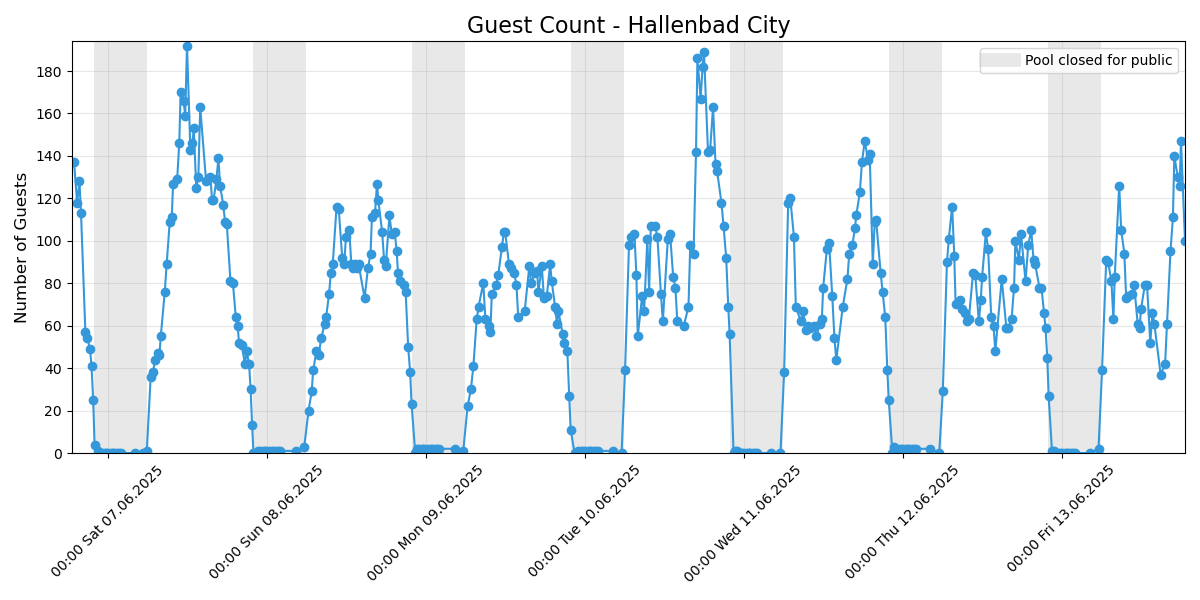 Guest Count - Hallenbad City
Pool closed for public
Number of Guests
180
160
140
120
100
80
60
40
20
0
00:00 Sat 07.06.2025
00:00 Sun 08.06.2025
00:00 Mon 09.06.2025
00:00 Tue 10.06.2025
00:00 Wed 11.06.2025
00:00 Thu 12.06.2025
00:00 Fri 13.06.2025